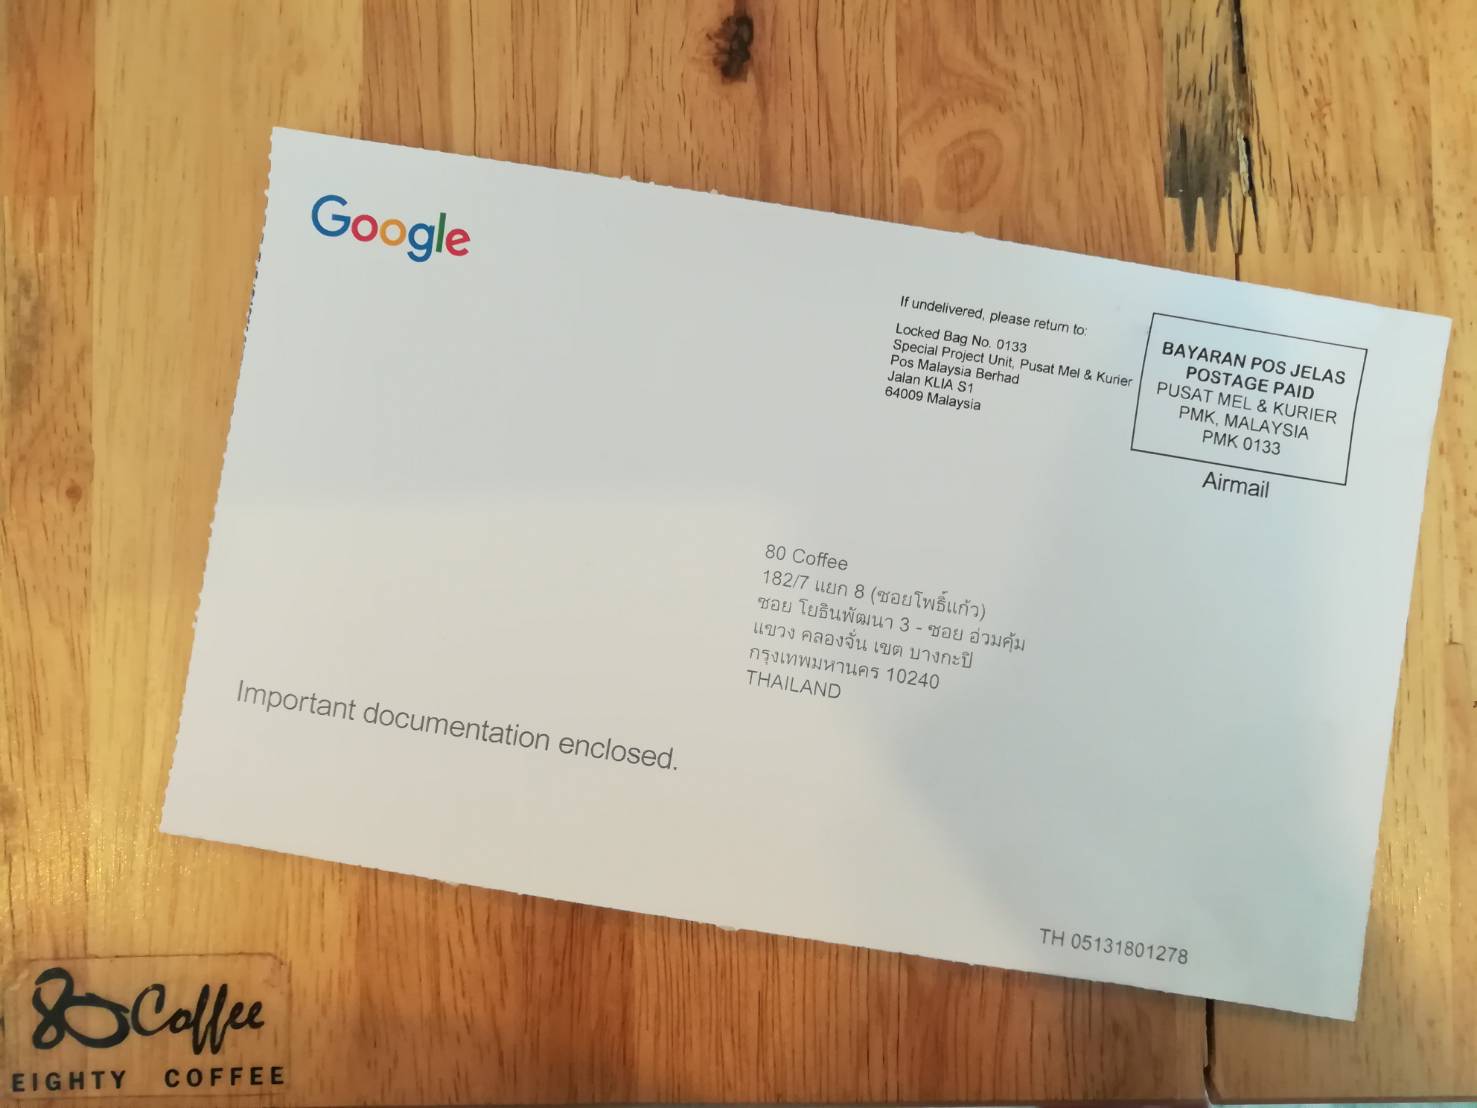 Google
If undelivered, please return to:
Locked Bag No. 0133
Special Project Unit, Pusat Mel & Kurier
Pos Malaysia Berhad
Jalan KLIA S1
64009 Malaysia
BAYARAN POS JELAS
POSTAGE PAID
PUSAT MEL & KURIER
PMK, MALAYSIA
PMK 0133
Airmail
80 Coffee
182/7 แยก 8 (ซอยโพธิ์แก้ว)
ซอย โยธินพัฒนา 3 - ซอย อ่วมคุ้ม
แขวง คลองจั่น เขต บางกะปิ
กรุงเทพมหานคร 10240
THAILAND
Important documentation enclosed.
TH 05131801278
80 Coffee
EIGHTY COFFEE